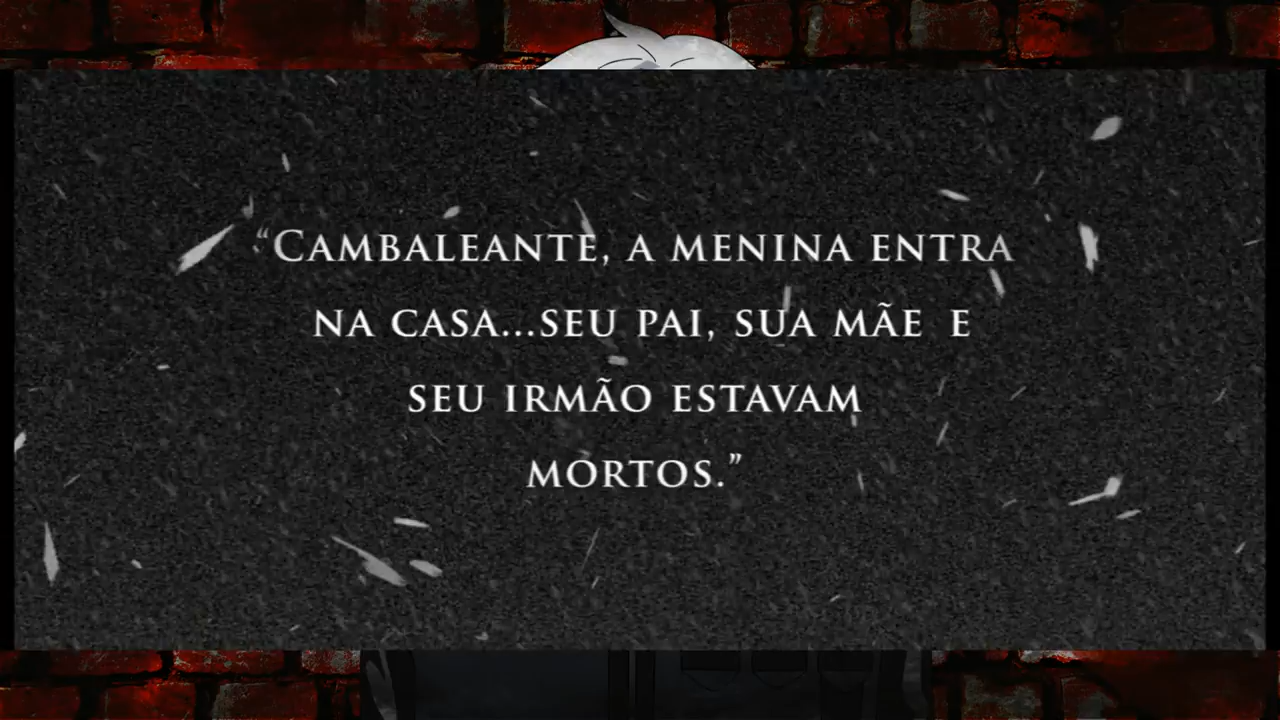 “Cambaleante, a menina entra
na casa...seu pai, sua mãe e
seu irmão estavam
mortos.”